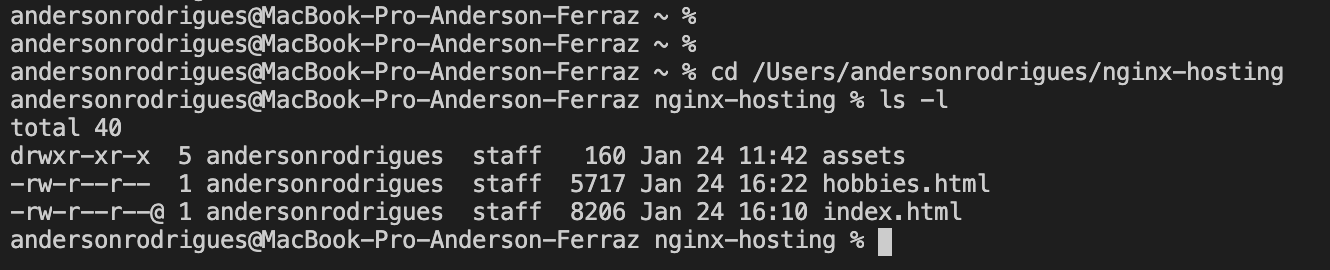 andersonrodrigues@MacBook-Pro-Anderson-Ferraz ~ %
andersonrodrigues@MacBook-Pro-Anderson-Ferraz ~ %
andersonrodrigues@MacBook-Pro-Anderson-Ferraz ~ % cd /Users/andersonrodrigues/nginx-hosting
andersonrodrigues@MacBook-Pro-Anderson-Ferraz nginx-hosting % ls -l
total 40
drwxr-xr-x  5 andersonrodrigues  staff   160 Jan 24 11:42 assets
-rw-r--r--  1 andersonrodrigues  staff  5717 Jan 24 16:22 hobbies.html
-rw-r--r--@ 1 andersonrodrigues  staff  8206 Jan 24 16:10 index.html
andersonrodrigues@MacBook-Pro-Anderson-Ferraz nginx-hosting %